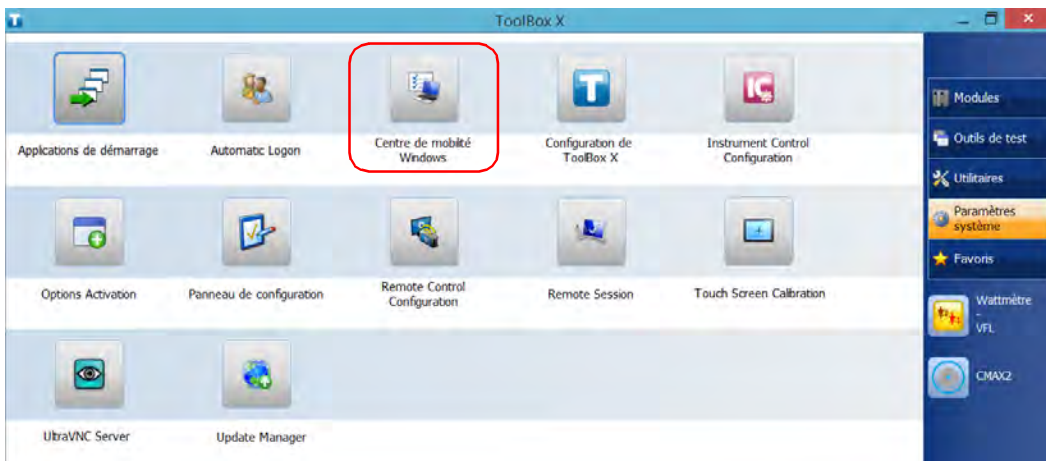 ToolBox X
Applications de démarrage
Automatic Logon
Centre de mobilité
Windows
Configuration de
ToolBox X
Instrument Control
Configuration
Options Activation
Panneau de configuration
Remote Control
Configuration
Remote Session
Touch Screen Calibration
UltraVNC Server
Update Manager
Modules
Outils de test
Utilitaires
Paramètres
système
Favoris
Wattmètre
-
VFL
CMAX2